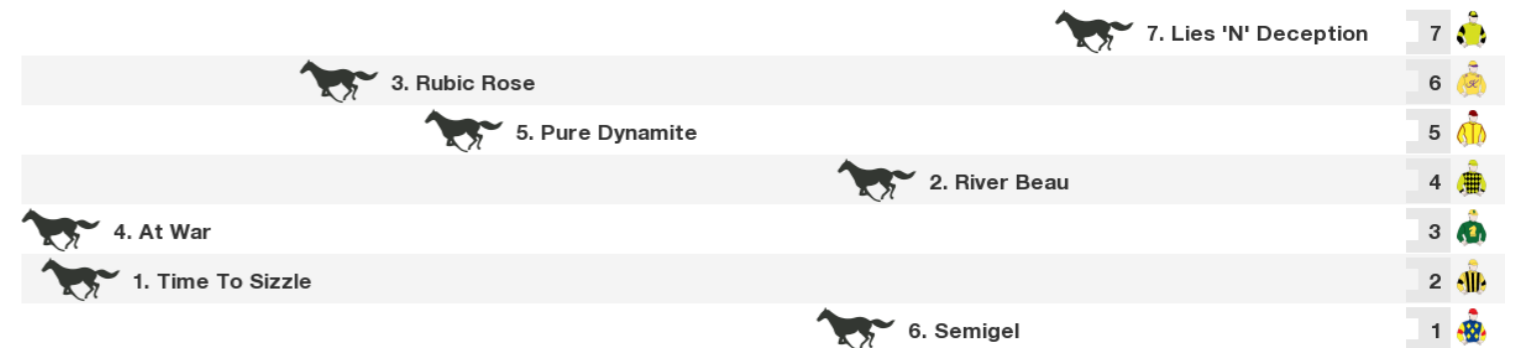 7. Lies 'N' Deception 7
3. Rubic Rose 6
5. Pure Dynamite 5
2. River Beau 4
4. At War 3
1. Time To Sizzle 2
6. Semigel 1